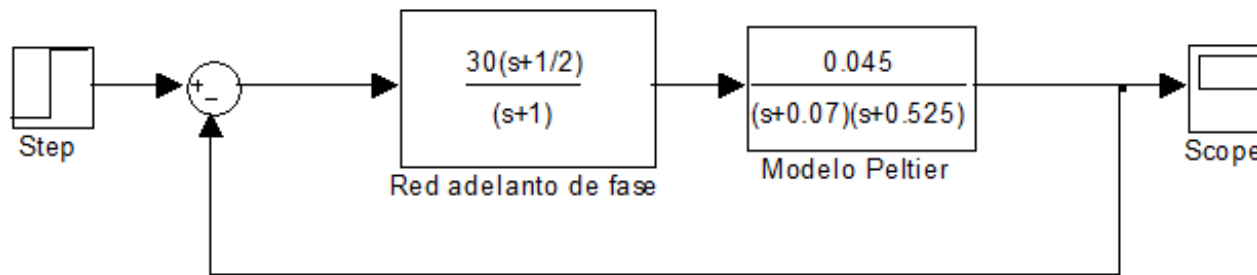 Step
+
−
30(s+1/2)
(s+1)
Red adelanto de fase
0.045
(s+0.07)(s+0.525)
Modelo Peltier
Scope